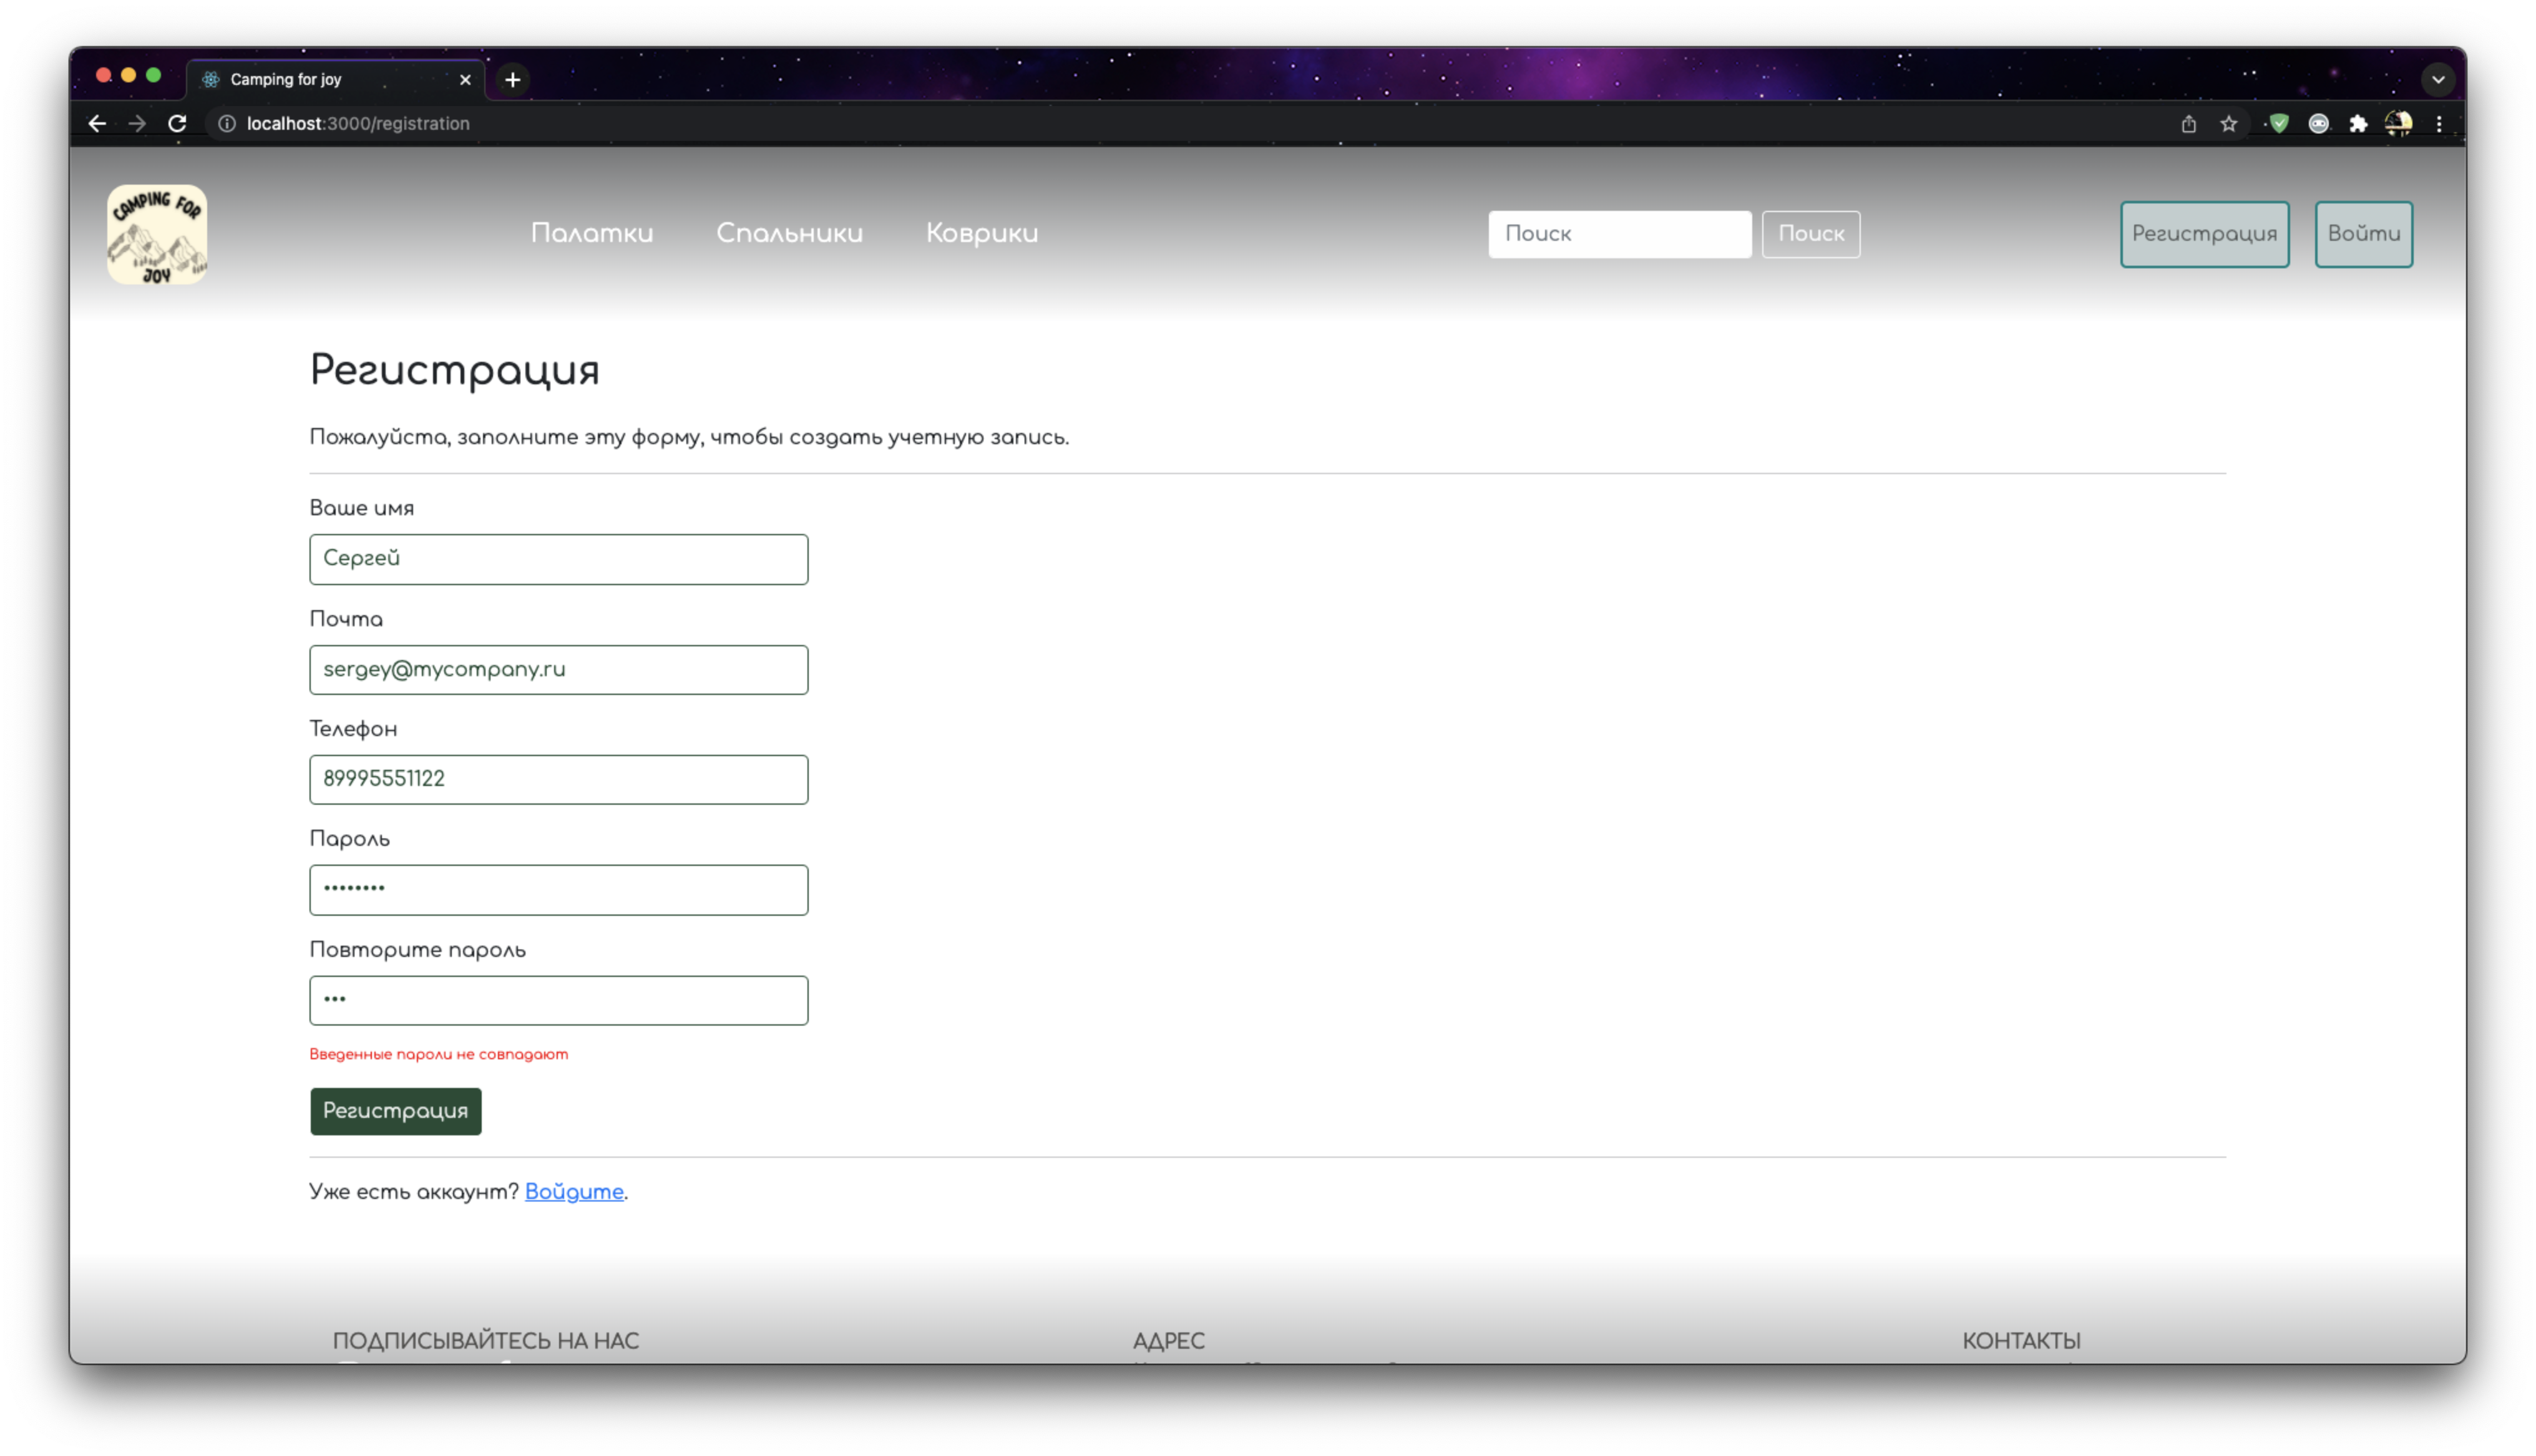 Camping for joy
localhost:3000/registration
CAMPING FOR
JOY
Палатки Спальники Коврики Поиск Поиск Регистрация Войти
Регистрация
Пожалуйста, заполните эту форму, чтобы создать учетную запись.
Ваше имя
Сергей
Почта
sergey@mycompany.ru
Телефон
89995551122
Пароль
••••••••
Повторите пароль
•••
Введенные пароли не совпадают
Регистрация
Уже есть аккаунт? Войдите.
ПОДПИСЫВАЙТЕСЬ НА НАС АДРЕС КОНТАКТЫ